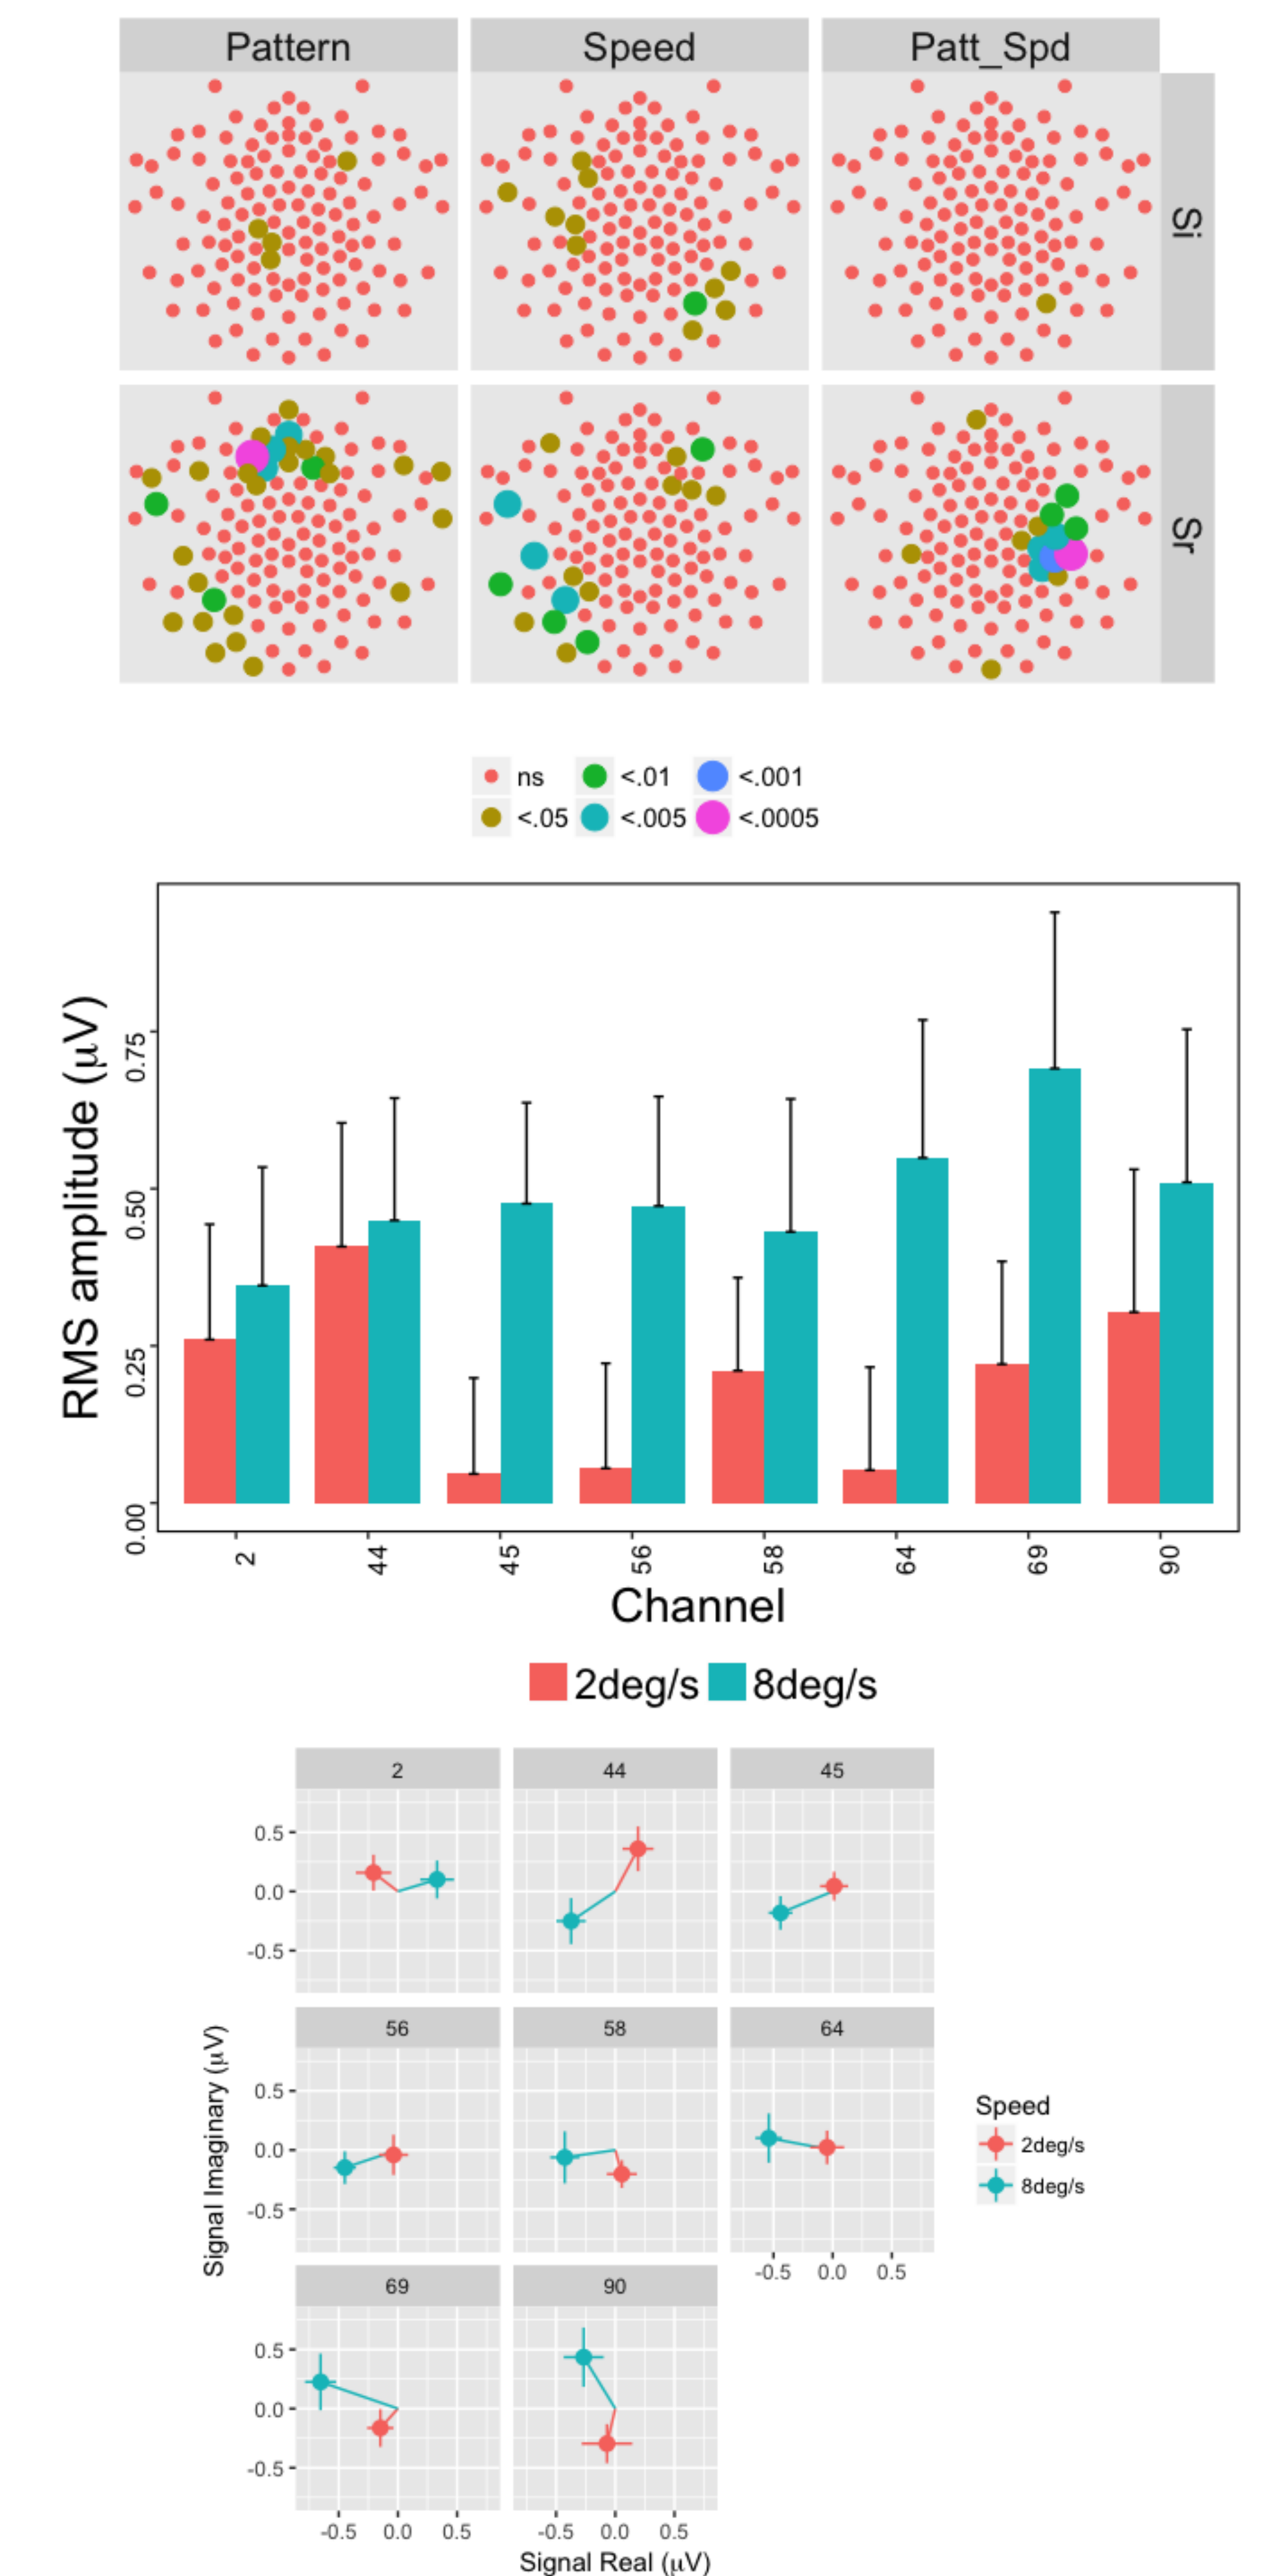 Pattern Speed Patt_Spd
Si
Sr
ns <.01 <.001
<.05 <.005 <.0005
RMS amplitude (μV)
0.75
0.50
0.25
0.00
2 44 45 56 58 64 69 90
Channel
2deg/s 8deg/s
2 44 45
0.5
0.0
-0.5
56 58 64
Signal Imaginary (μV)
0.5
0.0
-0.5
-0.5 0.0 0.5
Speed
2deg/s
8deg/s
69 90
0.5
0.0
-0.5
-0.5 0.0 0.5 -0.5 0.0 0.5
Signal Real (μV)